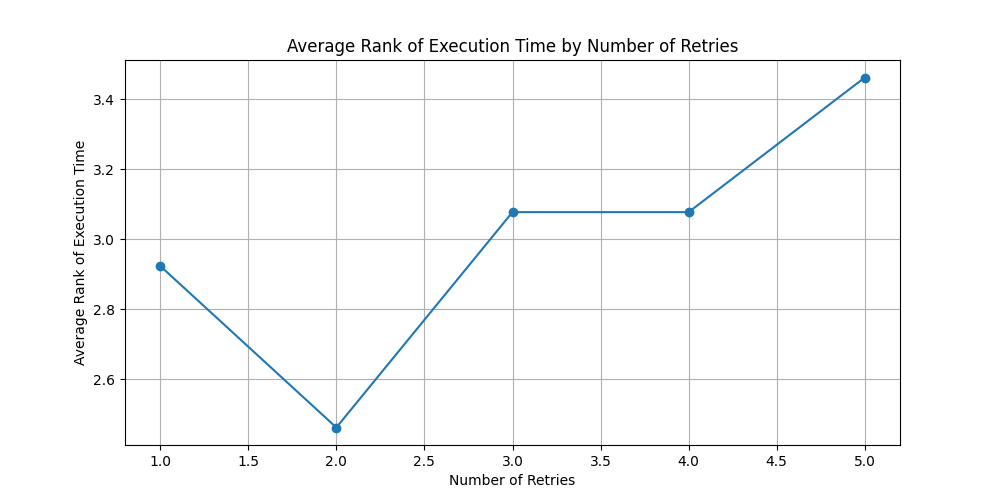 Average Rank of Execution Time by Number of Retries
Average Rank of Execution Time
3.4
3.2
3.0
2.8
2.6
1.0 1.5 2.0 2.5 3.0 3.5 4.0 4.5 5.0
Number of Retries